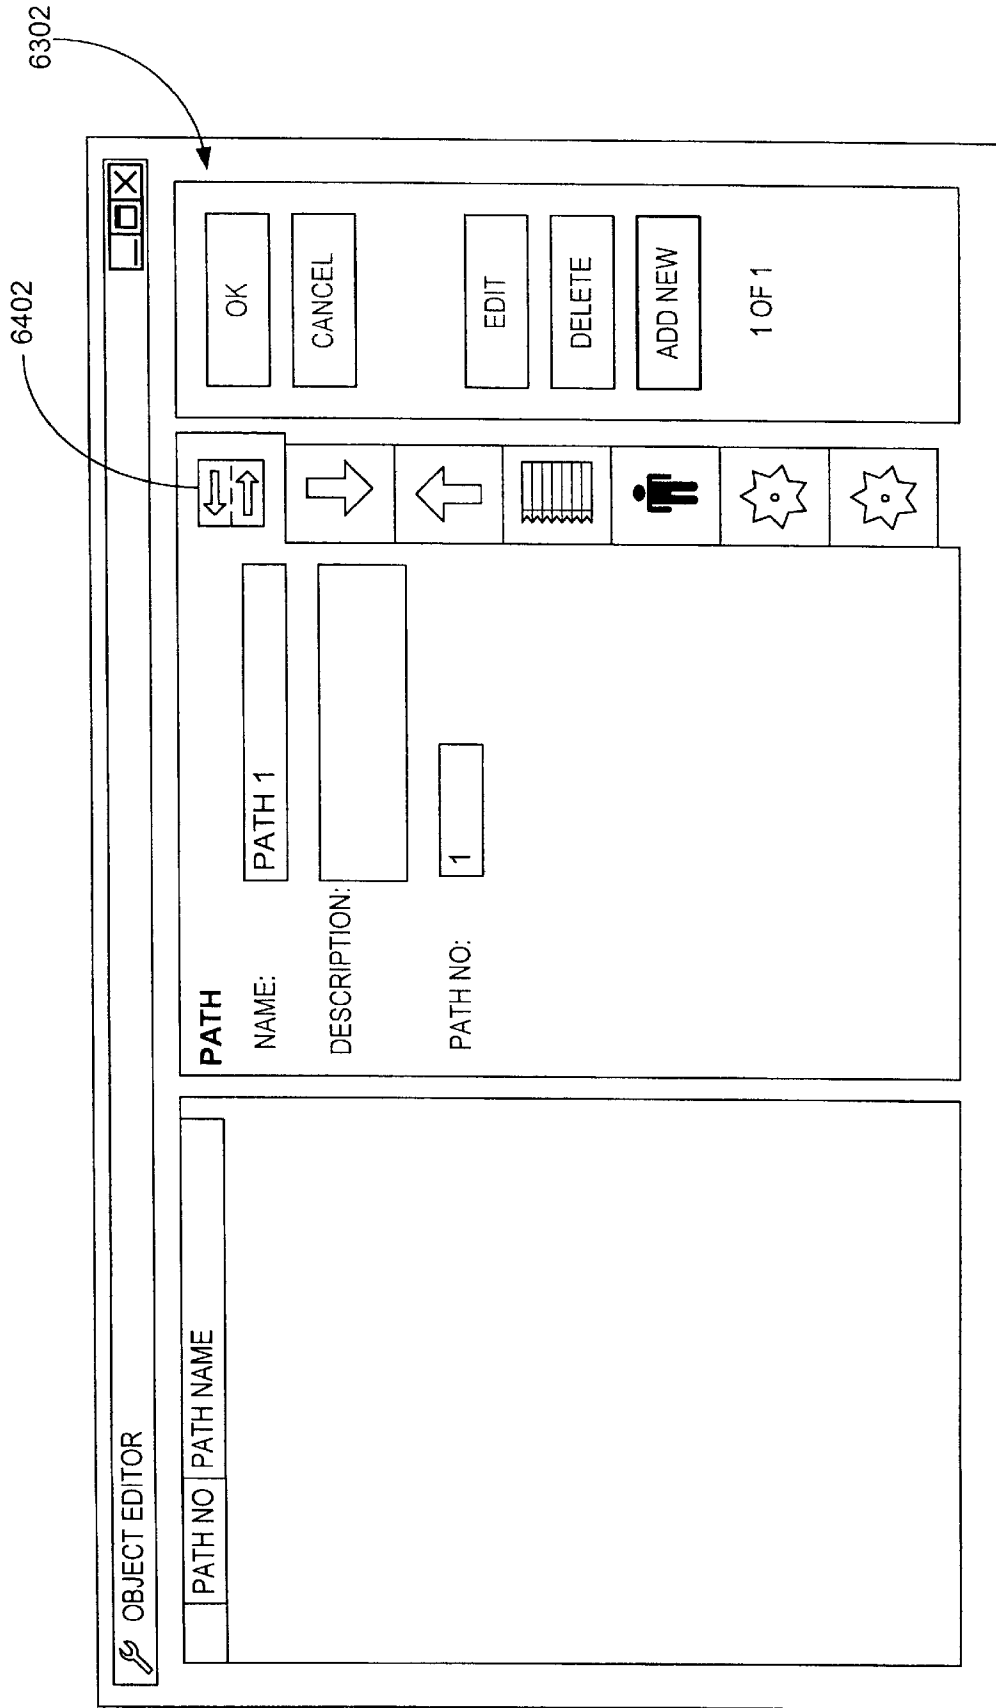 6302
6402
OBJECT EDITOR
PATH NO PATH NAME
PATH
NAME: PATH 1
DESCRIPTION:
PATH NO: 1
OK
CANCEL
EDIT
DELETE
ADD NEW
1 OF 1